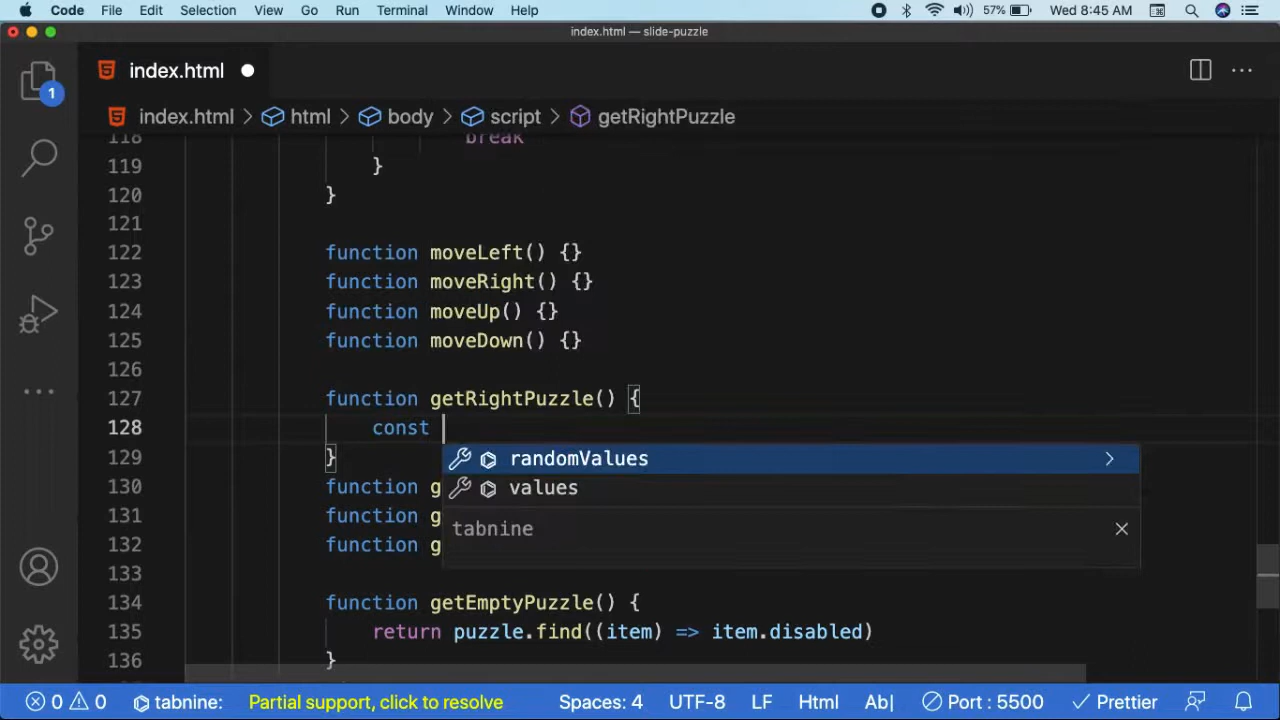 Code File Edit Selection View Go Run Terminal Window Help 57% Wed 8:45 AM
index.html — slide-puzzle
index.html
1
index.html > html > body > script > getRightPuzzle
118 break
119 }
120 }
121
122 function moveLeft() {}
123 function moveRight() {}
124 function moveUp() {}
125 function moveDown() {}
126
127 function getRightPuzzle() {
128 const
randomValues
129 }
130 function g
values
131 function g
tabnine
132 function g
133
134 function getEmptyPuzzle() {
135 return puzzle.find((item) => item.disabled)
136 }
0 0 tabnine: Partial support, click to resolve Spaces: 4 UTF-8 LF Html Ab| Port : 5500 Prettier